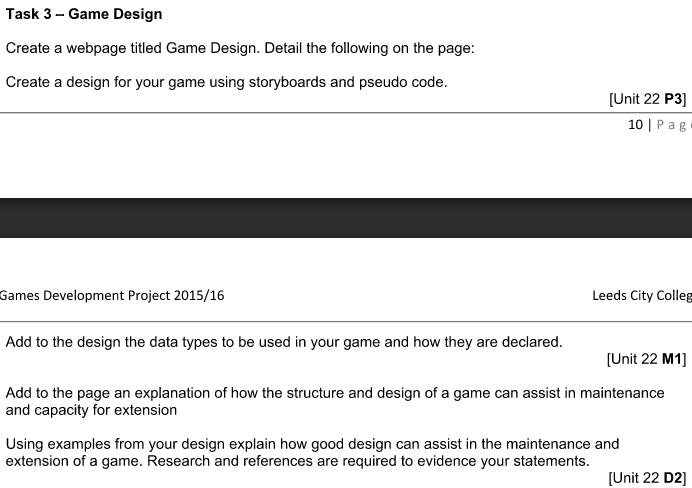 Task 3 – Game Design
Create a webpage titled Game Design. Detail the following on the page:
Create a design for your game using storyboards and pseudo code.
[Unit 22 P3]
10 | P a g
Games Development Project 2015/16
Leeds City Colleg
Add to the design the data types to be used in your game and how they are declared.
[Unit 22 M1]
Add to the page an explanation of how the structure and design of a game can assist in maintenance
and capacity for extension
Using examples from your design explain how good design can assist in the maintenance and
extension of a game. Research and references are required to evidence your statements.
[Unit 22 D2]